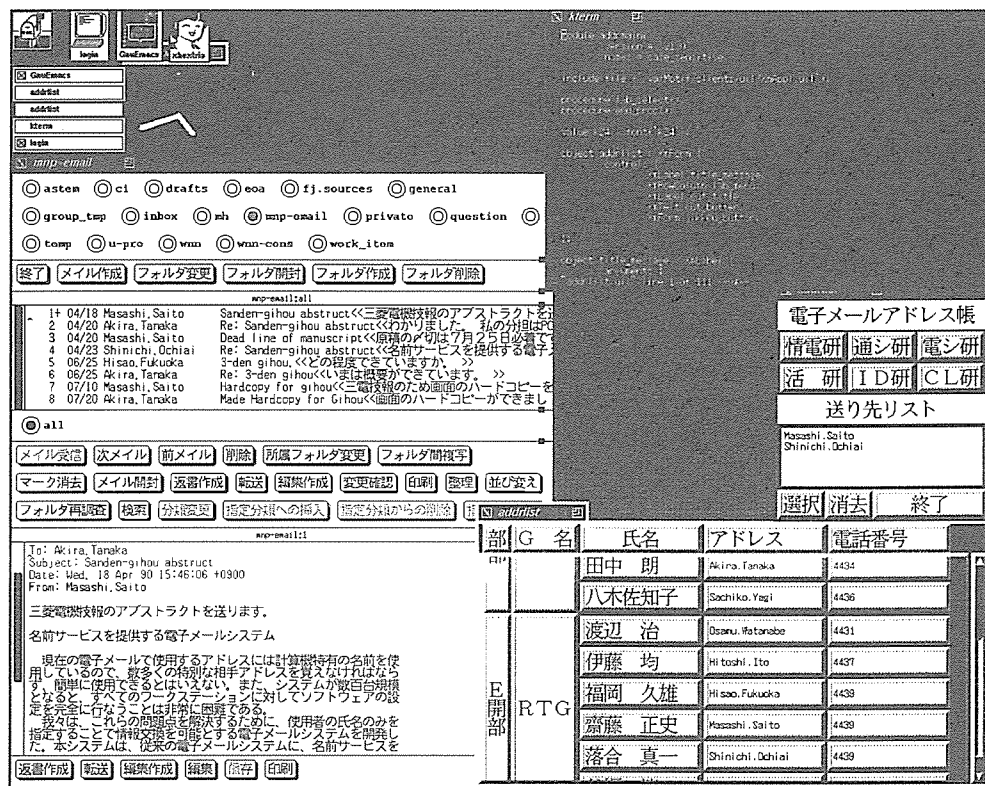 login
GauEmacs
xhextris
GauEmacs
addrlist
addrlist
kterm
login
mnp-email
astem ci drafts eoa fj.sources general
group_tmp inbox mh mnp-email private question
temp u-pro wnn wnn-cons work_item
終了 メイル作成 フォルダ変更 フォルダ開封 フォルダ作成 フォルダ削除
mnp-email:all
1+ 04/18 Masashi.Saito Sanden-gihou abstruct<<三菱電機技報のアブストラクトを送
2 04/20 Akira.Tanaka Re: Sanden-gihou abstruct<<わかりました。 私の分担はPC
3 04/20 Masashi.Saito Dead line of manuscript<<原稿の〆切は7月25日必着で
4 04/23 Shinichi.Ochiai Re: Sanden-gihou abstruct<<名前サービスを提供する電子メ
5 06/25 Hisao.Fukuoka 3-den gihou.<<どの程度できていますか。 >>
6 06/25 Akira.Tanaka Re: 3-den gihou<<いまは概要ができています。 >>
7 07/10 Masashi.Saito Hardcopy for gihou<<三電技報のため画面のハードコピーを
8 07/20 Akira.Tanaka Made Hardcopy for Gihou<<画面のハードコピーができまし
all
メイル受信 次メイル 前メイル 削除 所属フォルダ変更 フォルダ間複写
マーク消去 メイル開封 返書作成 転送 編集作成 変更確認 印刷 整理 並び変え
フォルダ再調査 検索 分類変更 指定分類への挿入 指定分類からの削除
mnp-email:1
To: Akira.Tanaka
Subject: Sanden-gihou abstruct
Date: Wed, 18 Apr 90 15:46:06 +0900
From: Masashi.Saito
三菱電機技報のアブストラクトを送ります。
名前サービスを提供する電子メールシステム
現在の電子メールで使用するアドレスには計算機特有の名前を使
用しているので、数多くの特別な相手アドレスを覚えなければなら
ず、簡単に使用できるとはいえない。また、システムが数百台規模
となると、すべてのワークステーションに対してソフトウェアの設
定を完全に行なうことは非常に困難である。
我々は、これらの問題点を解決するために、使用者の氏名のみを
指定することで情報交換を可能とする電子メールシステムを開発し
た。本システムは、従来の電子メールシステムに、名前サービスを
返書作成 転送 編集作成 編集 保存 印刷
kterm
電子メールアドレス帳
情電研 通シ研 電シ研
活 研 ID研 CL研
送り先リスト
Masashi.Saito
Shinichi.Ochiai
選択 消去 終了
addrlist
部 G 名 氏名 アドレス 電話番号
田中 朗 Akira.Tanaka 4434
八木佐知子 Sachiko.Yagi 4436
渡辺 治 Osamu.Watanabe 4431
伊藤 均 Hitoshi.Ito 4437
E開部 RTG 福岡 久雄 Hisao.Fukuoka 4439
齋藤 正史 Masashi.Saito 4439
落合 真一 Shinichi.Ochiai 4439